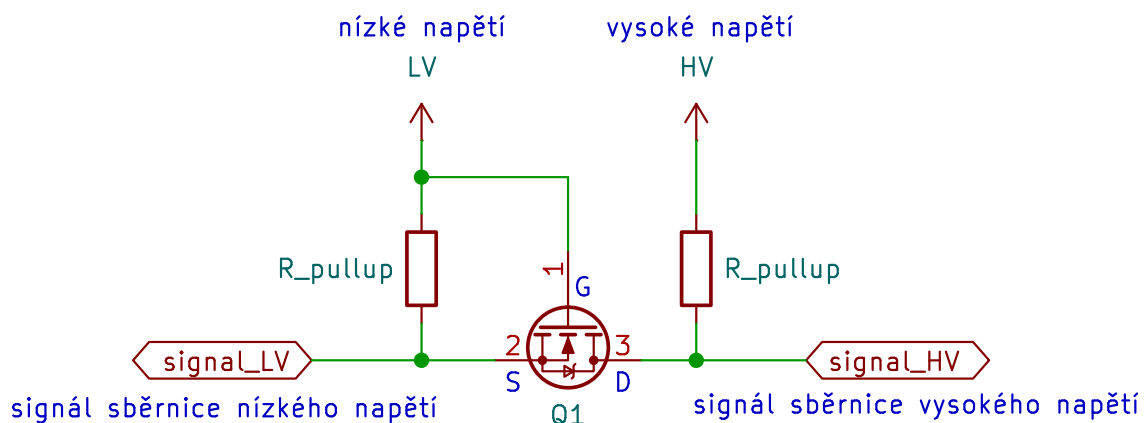 nízké napětí
vysoké napětí
LV
HV
R_pullup
1
G
R_pullup
signal_LV
2
3
signal_HV
S
D
signál sběrnice nízkého napětí
signál sběrnice vysokého napětí
Q1